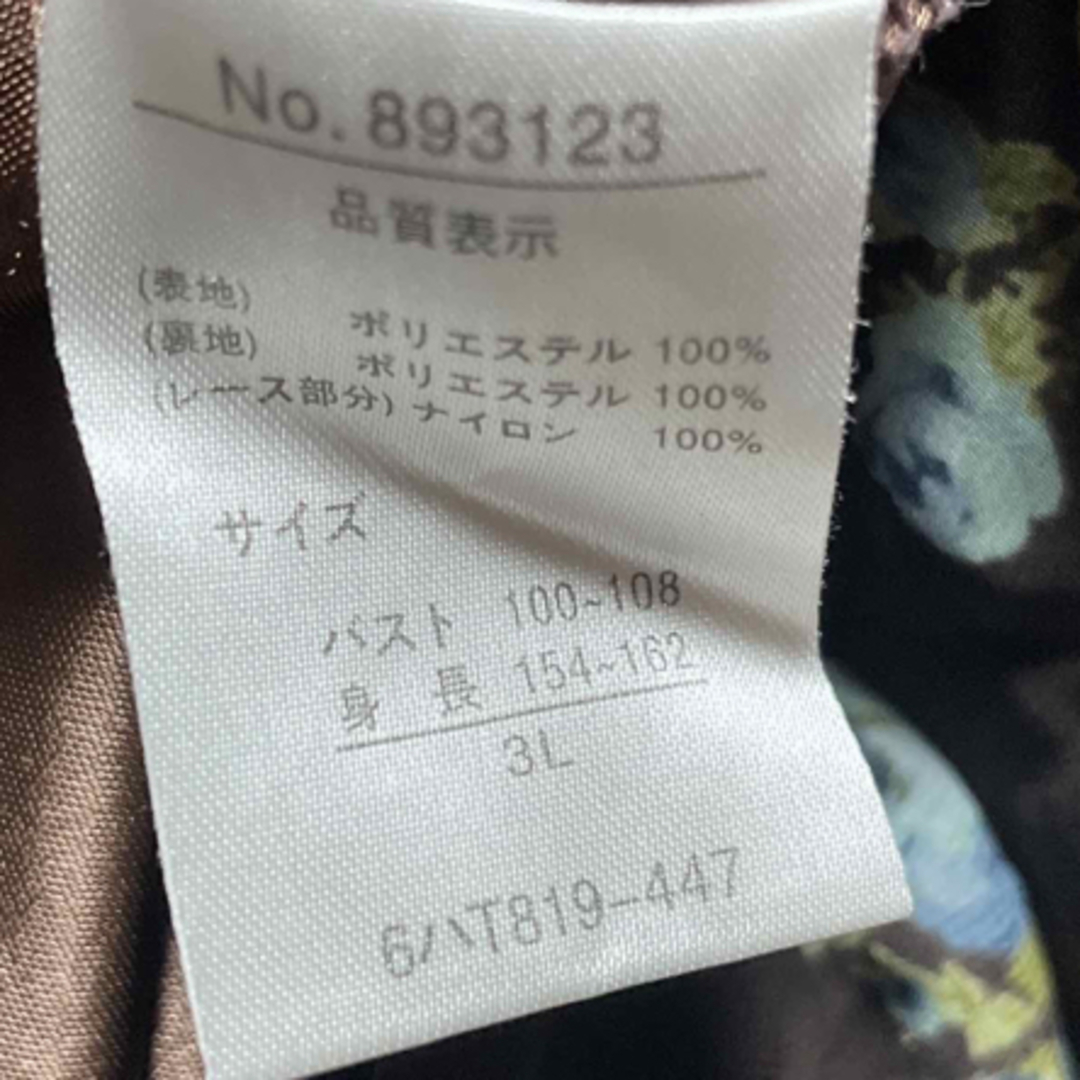 No. 893123
品質表示
(表地) ポリエステル 100%
(裏地) ポリエステル 100%
(レース部分) ナイロン 100%
サイズ
バスト 100~108
身 長 154~162
3L
6ハT819-447